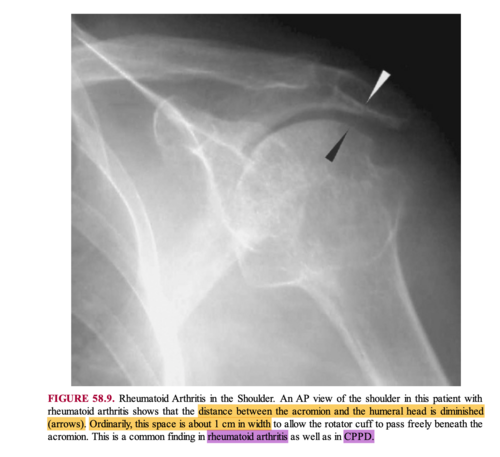 FIGURE 58.9. Rheumatoid Arthritis in the Shoulder. An AP view of the shoulder in this patient with
rheumatoid arthritis shows that the distance between the acromion and the humeral head is diminished
(arrows). Ordinarily, this space is about 1 cm in width to allow the rotator cuff to pass freely beneath the
acromion. This is a common finding in rheumatoid arthritis as well as in CPPD.